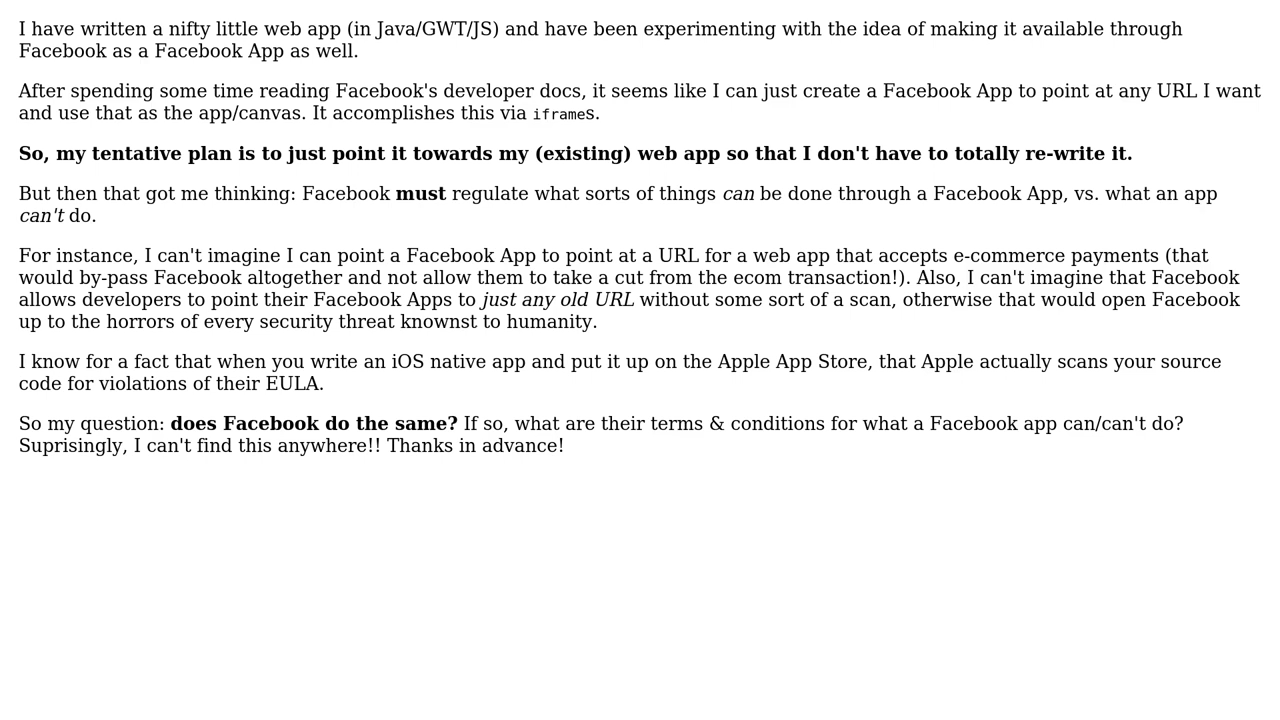 I have written a nifty little web app (in Java/GWT/JS) and have been experimenting with the idea of making it available through
Facebook as a Facebook App as well.
After spending some time reading Facebook's developer docs, it seems like I can just create a Facebook App to point at any URL I want
and use that as the app/canvas. It accomplishes this via iframes.
So, my tentative plan is to just point it towards my (existing) web app so that I don't have to totally re-write it.
But then that got me thinking: Facebook must regulate what sorts of things can be done through a Facebook App, vs. what an app
can't do.
For instance, I can't imagine I can point a Facebook App to point at a URL for a web app that accepts e-commerce payments (that
would by-pass Facebook altogether and not allow them to take a cut from the ecom transaction!). Also, I can't imagine that Facebook
allows developers to point their Facebook Apps to just any old URL without some sort of a scan, otherwise that would open Facebook
up to the horrors of every security threat knownst to humanity.
I know for a fact that when you write an iOS native app and put it up on the Apple App Store, that Apple actually scans your source
code for violations of their EULA.
So my question: does Facebook do the same? If so, what are their terms & conditions for what a Facebook app can/can't do?
Suprisingly, I can't find this anywhere!! Thanks in advance!